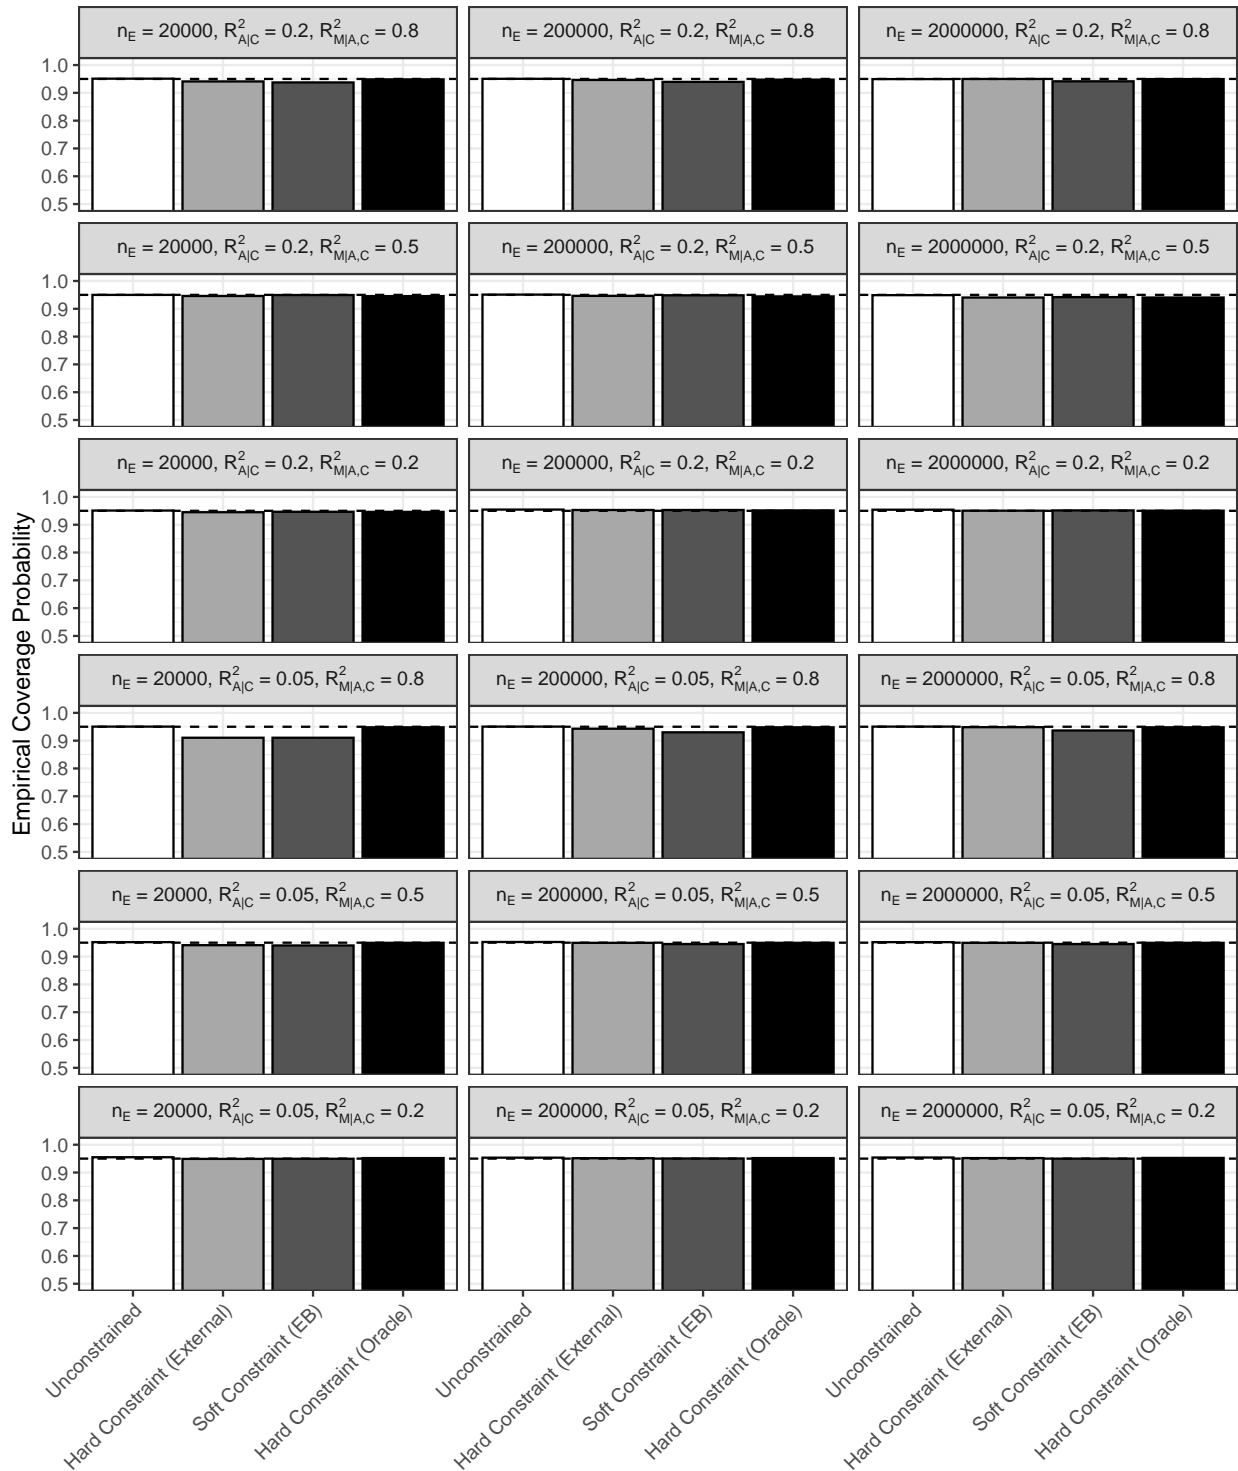 n_E = 20000, R²_A|C = 0.2, R²_M|A,C = 0.8
n_E = 200000, R²_A|C = 0.2, R²_M|A,C = 0.8
n_E = 2000000, R²_A|C = 0.2, R²_M|A,C = 0.8
1.0
0.9
0.8
0.7
0.6
0.5
n_E = 20000, R²_A|C = 0.2, R²_M|A,C = 0.5
n_E = 200000, R²_A|C = 0.2, R²_M|A,C = 0.5
n_E = 2000000, R²_A|C = 0.2, R²_M|A,C = 0.5
1.0
0.9
0.8
0.7
0.6
0.5
n_E = 20000, R²_A|C = 0.2, R²_M|A,C = 0.2
n_E = 200000, R²_A|C = 0.2, R²_M|A,C = 0.2
n_E = 2000000, R²_A|C = 0.2, R²_M|A,C = 0.2
1.0
0.9
0.8
0.7
0.6
0.5
Empirical Coverage Probability
n_E = 20000, R²_A|C = 0.05, R²_M|A,C = 0.8
n_E = 200000, R²_A|C = 0.05, R²_M|A,C = 0.8
n_E = 2000000, R²_A|C = 0.05, R²_M|A,C = 0.8
1.0
0.9
0.8
0.7
0.6
0.5
n_E = 20000, R²_A|C = 0.05, R²_M|A,C = 0.5
n_E = 200000, R²_A|C = 0.05, R²_M|A,C = 0.5
n_E = 2000000, R²_A|C = 0.05, R²_M|A,C = 0.5
1.0
0.9
0.8
0.7
0.6
0.5
n_E = 20000, R²_A|C = 0.05, R²_M|A,C = 0.2
n_E = 200000, R²_A|C = 0.05, R²_M|A,C = 0.2
n_E = 2000000, R²_A|C = 0.05, R²_M|A,C = 0.2
1.0
0.9
0.8
0.7
0.6
0.5
Unconstrained
Hard Constraint (External)
Soft Constraint (EB)
Hard Constraint (Oracle)
Unconstrained
Hard Constraint (External)
Soft Constraint (EB)
Hard Constraint (Oracle)
Unconstrained
Hard Constraint (External)
Soft Constraint (EB)
Hard Constraint (Oracle)